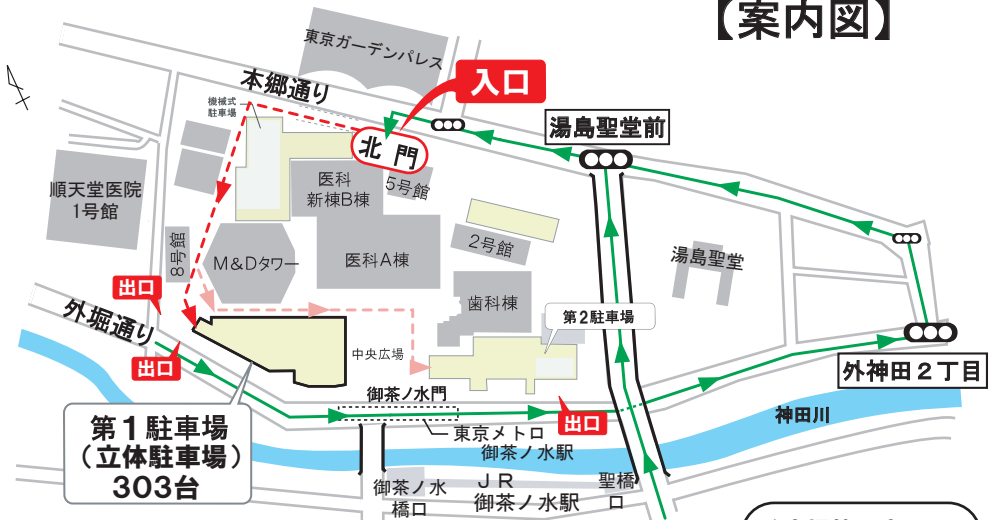 【案内図】
東京ガーデンパレス
本郷通り
入口
機械式
駐車場
湯島聖堂前
北門
医科
新棟B棟
5号館
順天堂医院
1号館
8号館
M&Dタワー
医科A棟
2号館
湯島聖堂
歯科棟
出口
外堀通り
第2駐車場
中央広場
出口
外神田2丁目
御茶ノ水門
出口
神田川
第1駐車場
(立体駐車場)
303台
東京メトロ
御茶ノ水駅
御茶ノ水
橋口
JR
御茶ノ水駅
聖橋
口